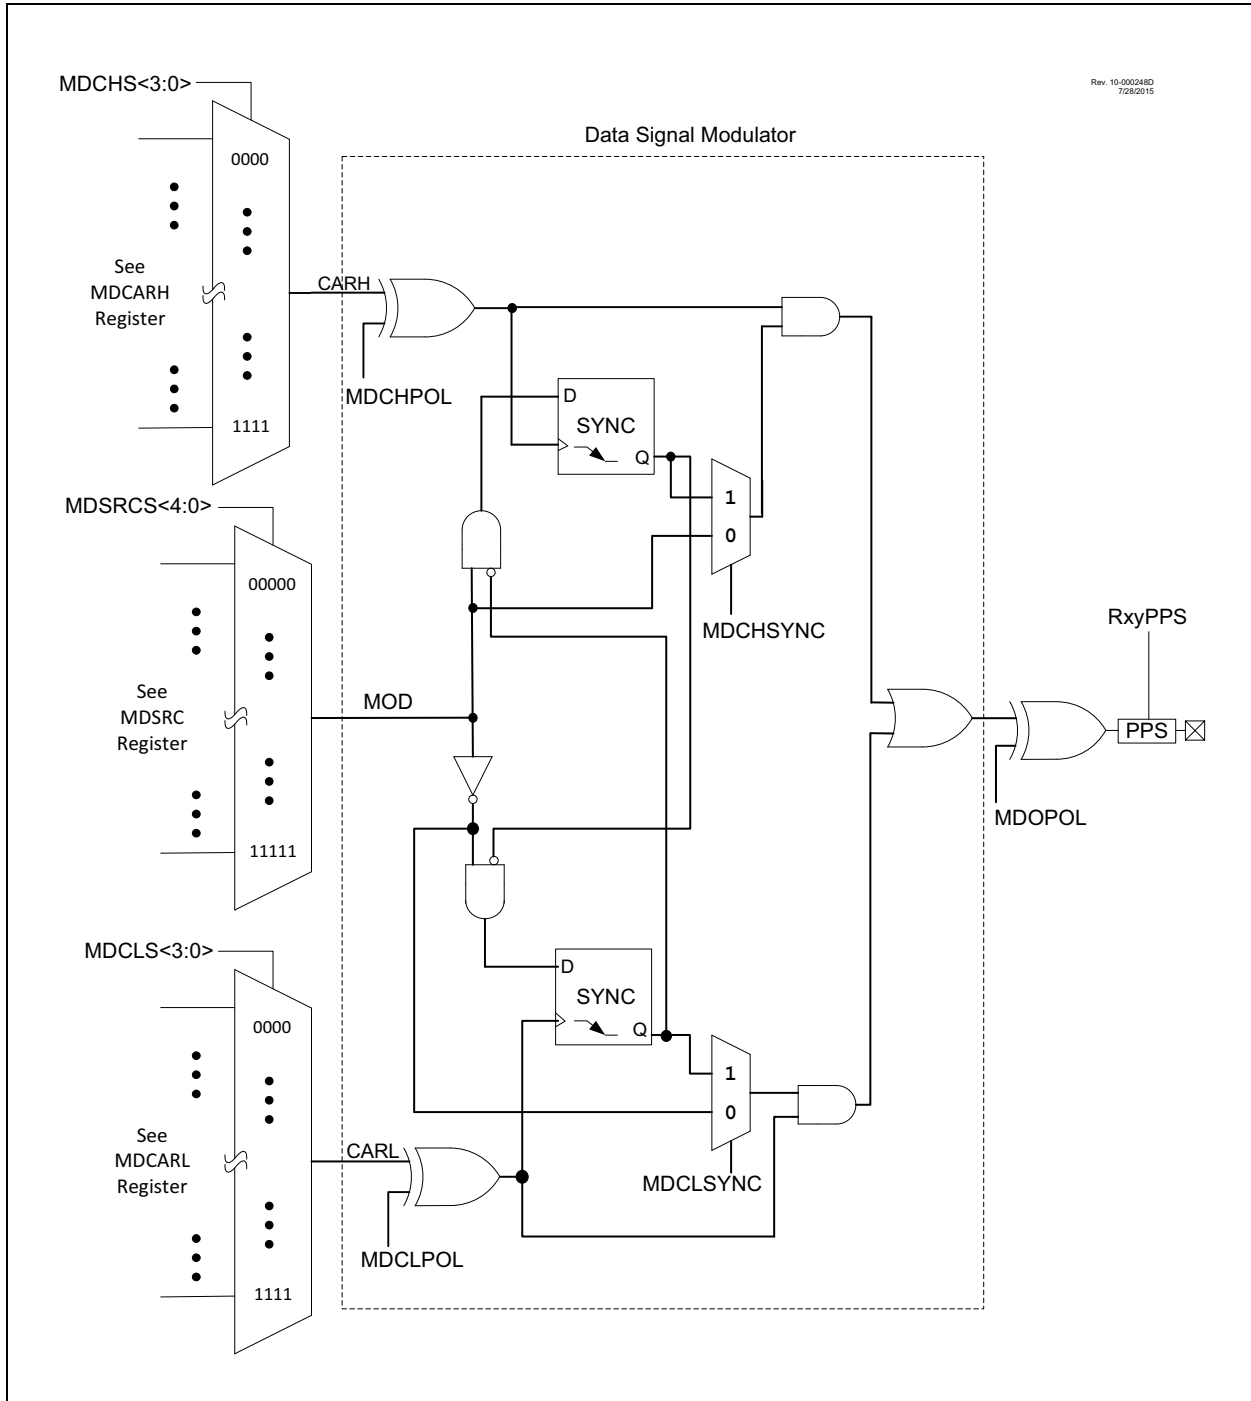 MDCHS<3:0>
Rev. 10-000248D
7/28/2015
Data Signal Modulator
0000
See
MDCARH
Register
CARH
MDCHPOL
1111
D
SYNC
Q
1
0
MDCHSYNC
MDSRCS<4:0>
00000
See
MDSRC
Register
MOD
11111
RxyPPS
PPS
MDOPOL
MDCLS<3:0>
0000
See
MDCARL
Register
CARL
MDCLPOL
1111
D
SYNC
Q
1
0
MDCLSYNC